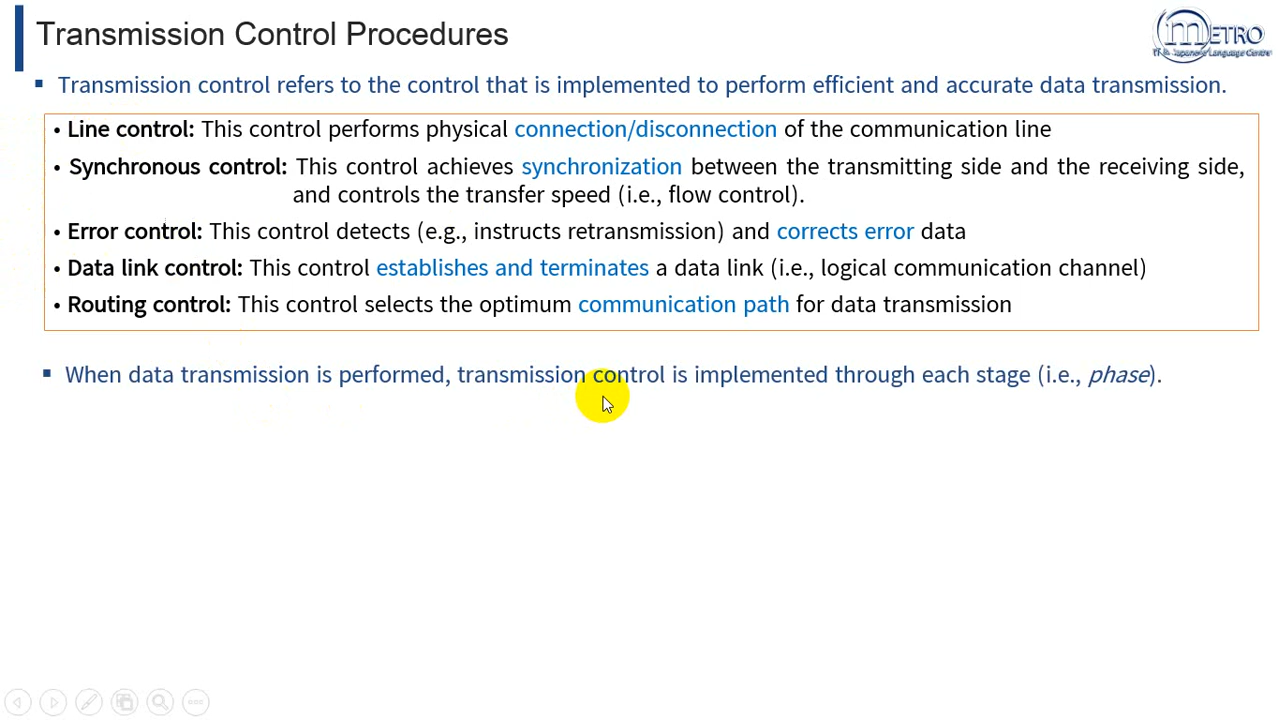 Transmission Control Procedures
METRO
IT & Japanese Language Centre
▪ Transmission control refers to the control that is implemented to perform efficient and accurate data transmission.
• Line control: This control performs physical connection/disconnection of the communication line
• Synchronous control: This control achieves synchronization between the transmitting side and the receiving side,
and controls the transfer speed (i.e., flow control).
• Error control: This control detects (e.g., instructs retransmission) and corrects error data
• Data link control: This control establishes and terminates a data link (i.e., logical communication channel)
• Routing control: This control selects the optimum communication path for data transmission
▪ When data transmission is performed, transmission control is implemented through each stage (i.e., phase).